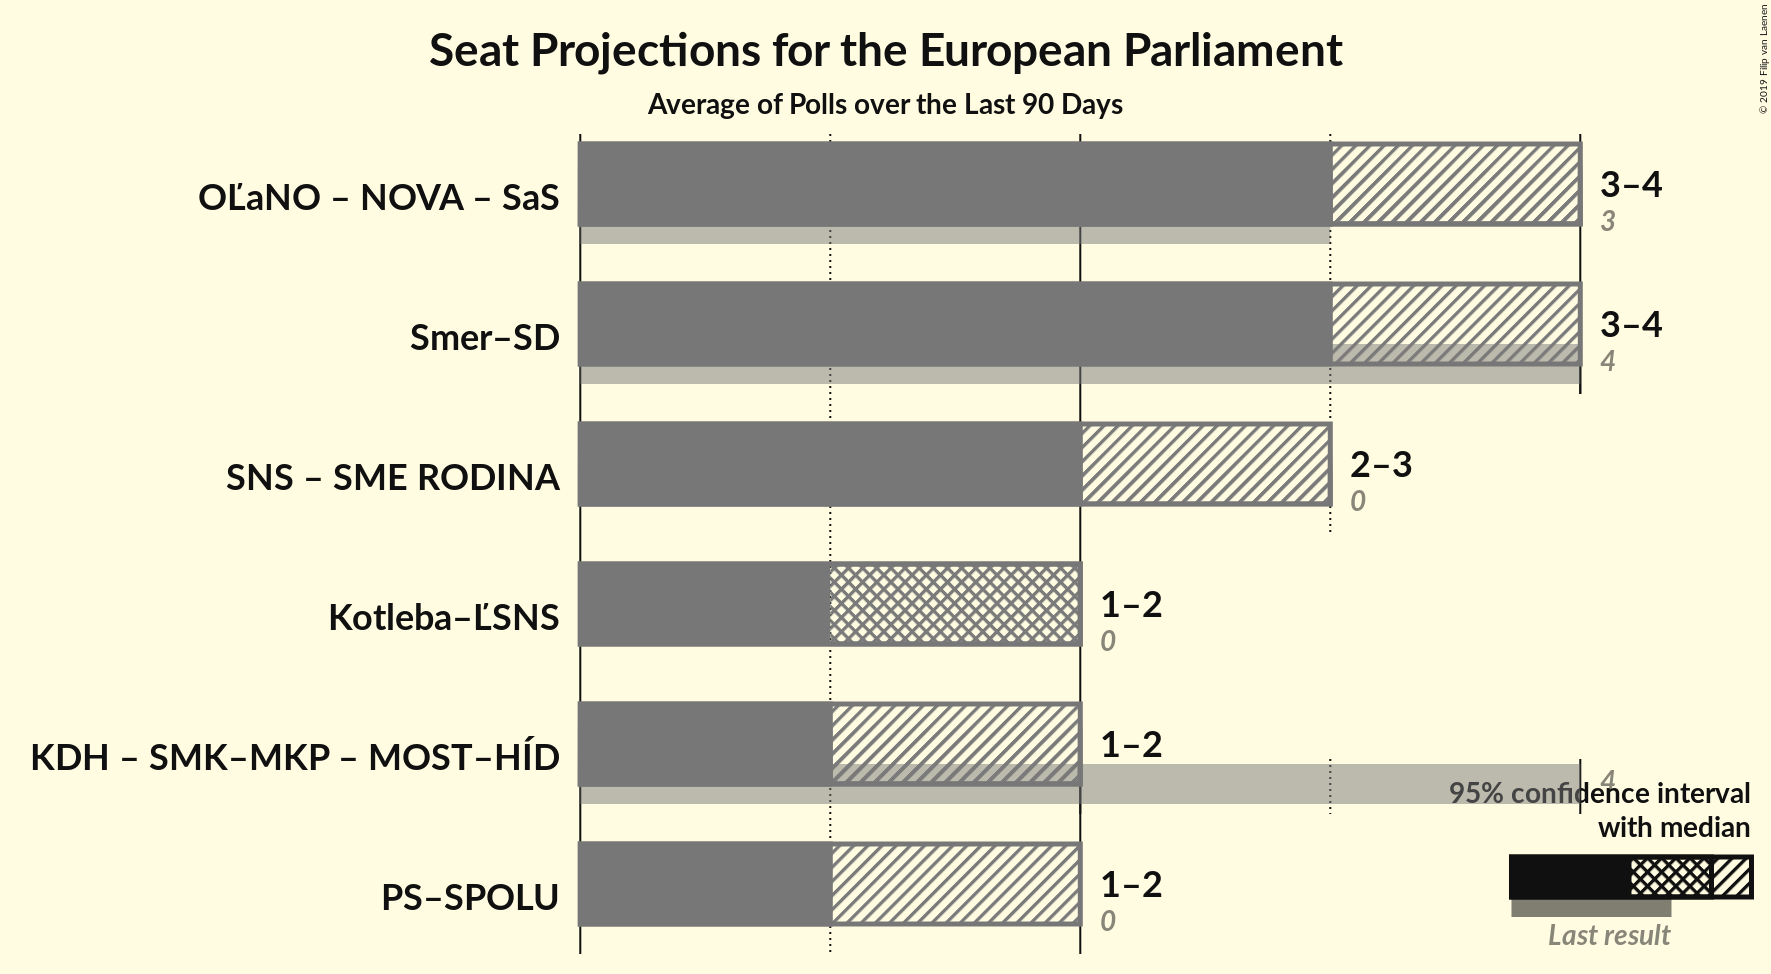 Seat Projections for the European Parliament
Average of Polls over the Last 90 Days
© 2019 Filip van Laenen
OĽaNO – NOVA – SaS
3–4
3
Smer–SD
3–4
4
SNS – SME RODINA
2–3
0
Kotleba–ĽSNS
1–2
0
KDH – SMK–MKP – MOST–HÍD
1–2
4
PS–SPOLU
1–2
0
95% confidence interval
with median
Last result